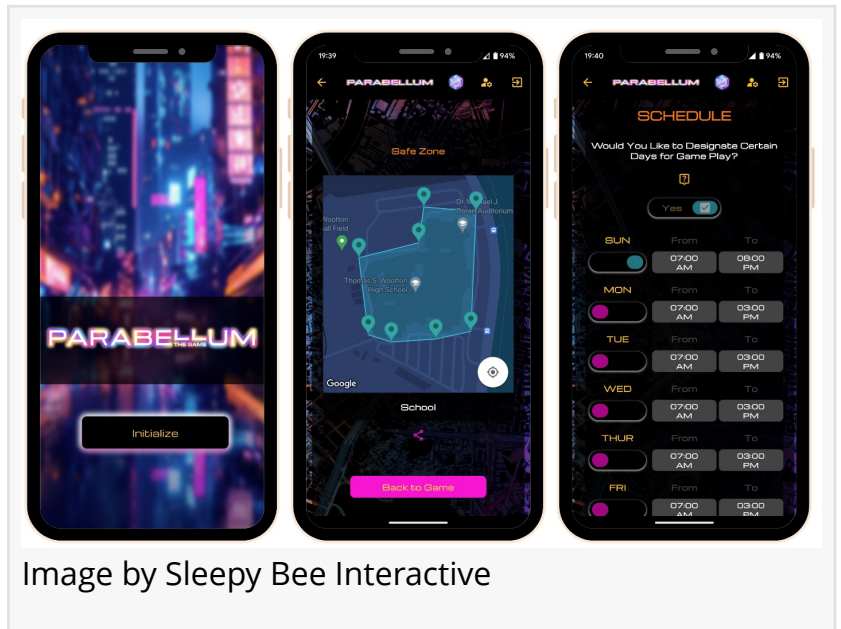 PARABELLUM
THE GAME
Initialize
19:39
94%
PARABELLUM
Safe Zone
Dr. Michael J.
Doran Auditorium
Wootton
all Field
Thomas S. Wootton
High School
Google
School
Back to Game
19:40
94%
PARABELLUM
SCHEDULE
Would You Like to Designate Certain
Days for Game Play?
Yes
SUN From To
07:00 AM 08:00 PM
MON From To
07:00 AM 03:00 PM
TUE From To
07:00 AM 03:00 PM
WED From To
07:00 AM 03:00 PM
THUR From To
07:00 AM 03:00 PM
FRI From To
07:00 AM 03:00 PM
Image by Sleepy Bee Interactive